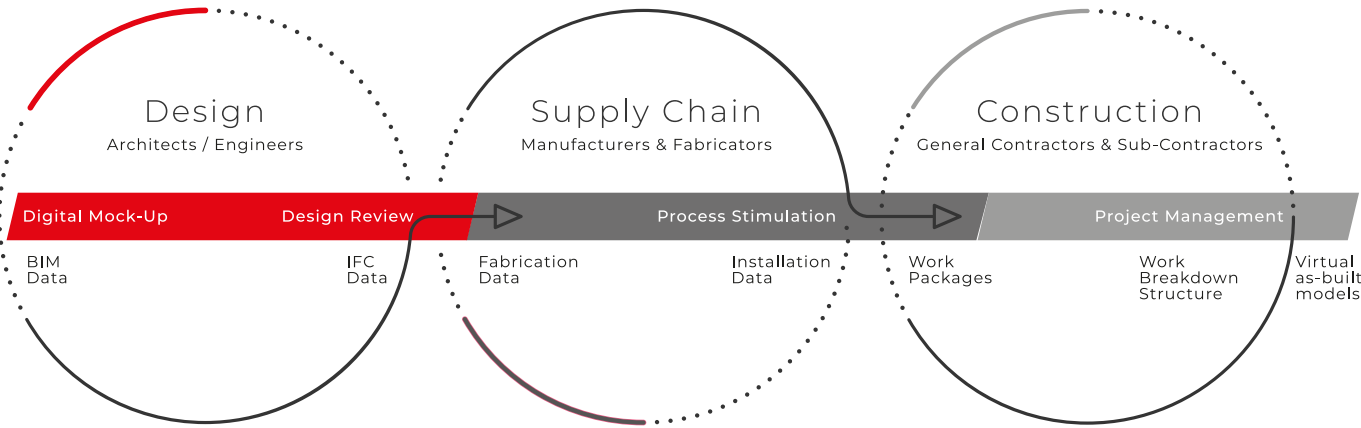 Design
Architects / Engineers
Supply Chain
Manufacturers & Fabricators
Construction
General Contractors & Sub-Contractors
Digital Mock-Up
Design Review
Process Stimulation
Project Management
BIM
Data
IFC
Data
Fabrication
Data
Installation
Data
Work
Packages
Work
Breakdown
Structure
Virtual
as-built
models